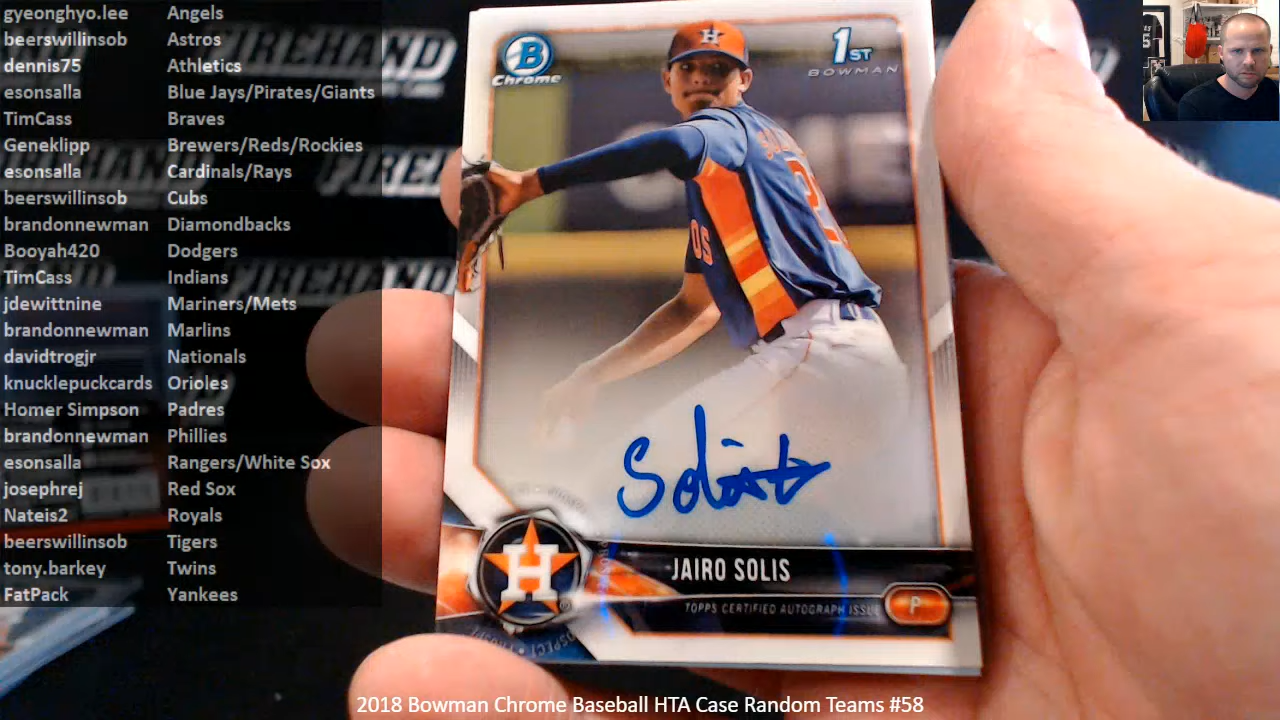 gyeonghyo.lee Angels
beerswillinsob Astros
dennis75 Athletics
esonsalla Blue Jays/Pirates/Giants
TimCass Braves
Geneklipp Brewers/Reds/Rockies
esonsalla Cardinals/Rays
beerswillinsob Cubs
brandonnewman Diamondbacks
Booyah420 Dodgers
TimCass Indians
jdewittnine Mariners/Mets
brandonnewman Marlins
davidtrogjr Nationals
knucklepuckcards Orioles
Homer Simpson Padres
brandonnewman Phillies
esonsalla Rangers/White Sox
josephrej Red Sox
Nateis2 Royals
beerswillinsob Tigers
tony.barkey Twins
FatPack Yankees
FIREHAND
B
Chrome
1ST
BOWMAN
H
OS
Solis
H
JAIRO SOLIS
TOPPS CERTIFIED AUTOGRAPH ISSUE
P
2018 Bowman Chrome Baseball HTA Case Random Teams #58